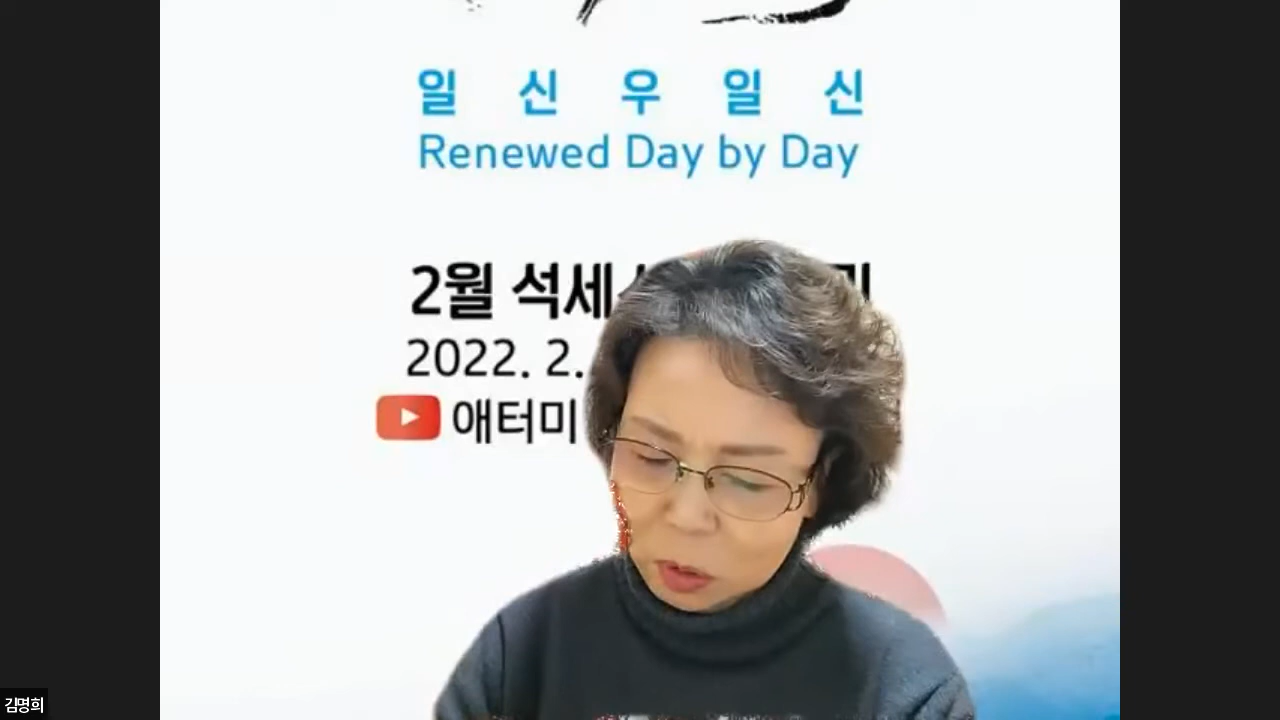 일 신 우 일 신
Renewed Day by Day
2월 석세
2022. 2.
애터미
김명희